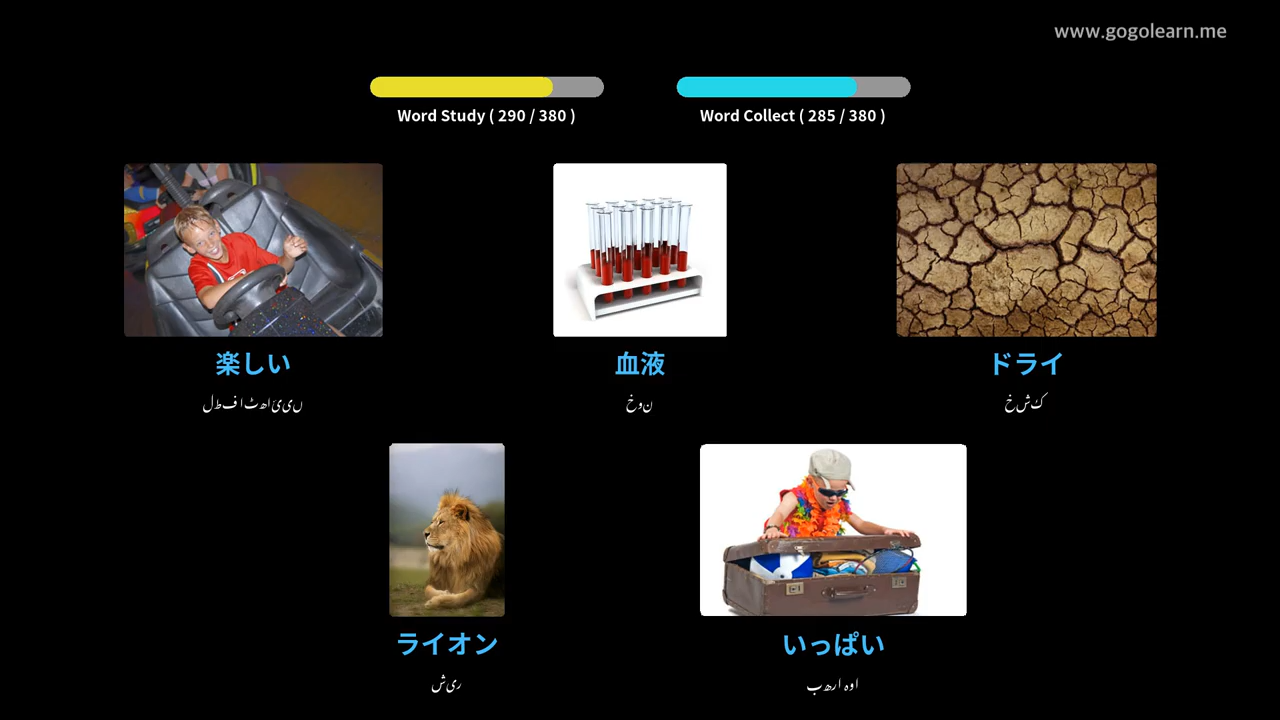 www.gogolearn.me
Word Study ( 290 / 380 )
Word Collect ( 285 / 380 )
楽しい
لطف اٹھائیں
血液
خون
ドライ
خشک
ライオン
شیر
いっぱい
بھرا ہوا